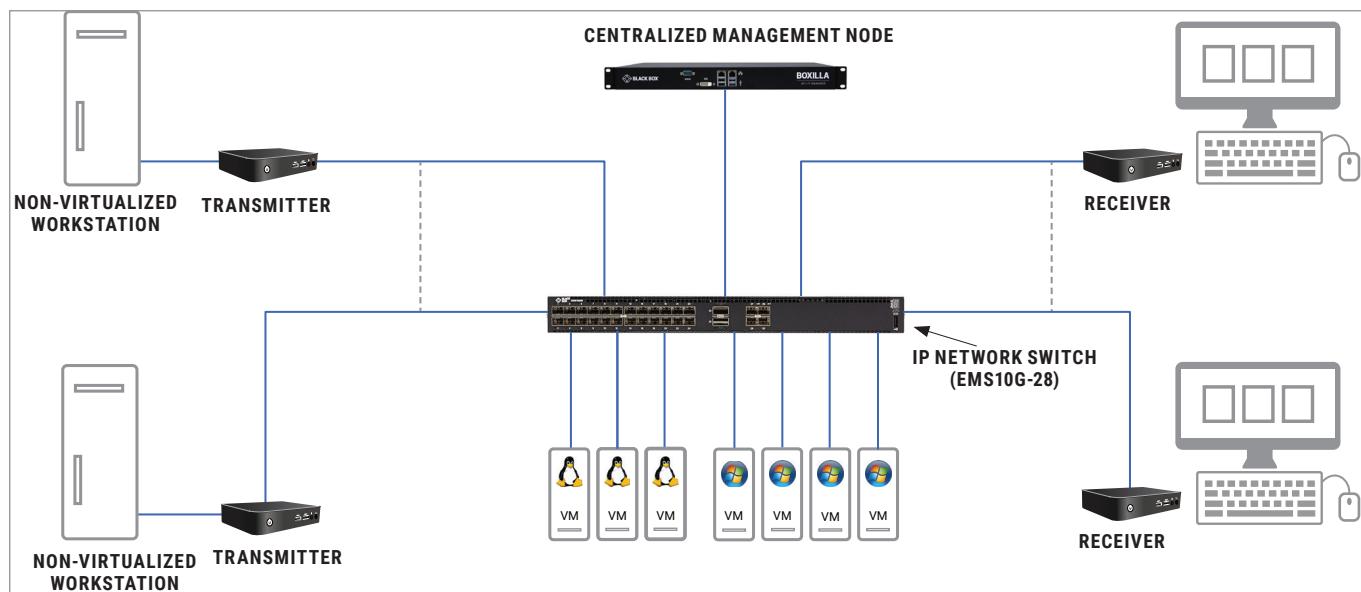 CENTRALIZED MANAGEMENT NODE
BLACK BOX
BOXILLA
NON-VIRTUALIZED
WORKSTATION
TRANSMITTER
RECEIVER
IP NETWORK SWITCH
(EMS10G-28)
VM
VM
VM
VM
VM
VM
VM
NON-VIRTUALIZED
WORKSTATION
TRANSMITTER
RECEIVER